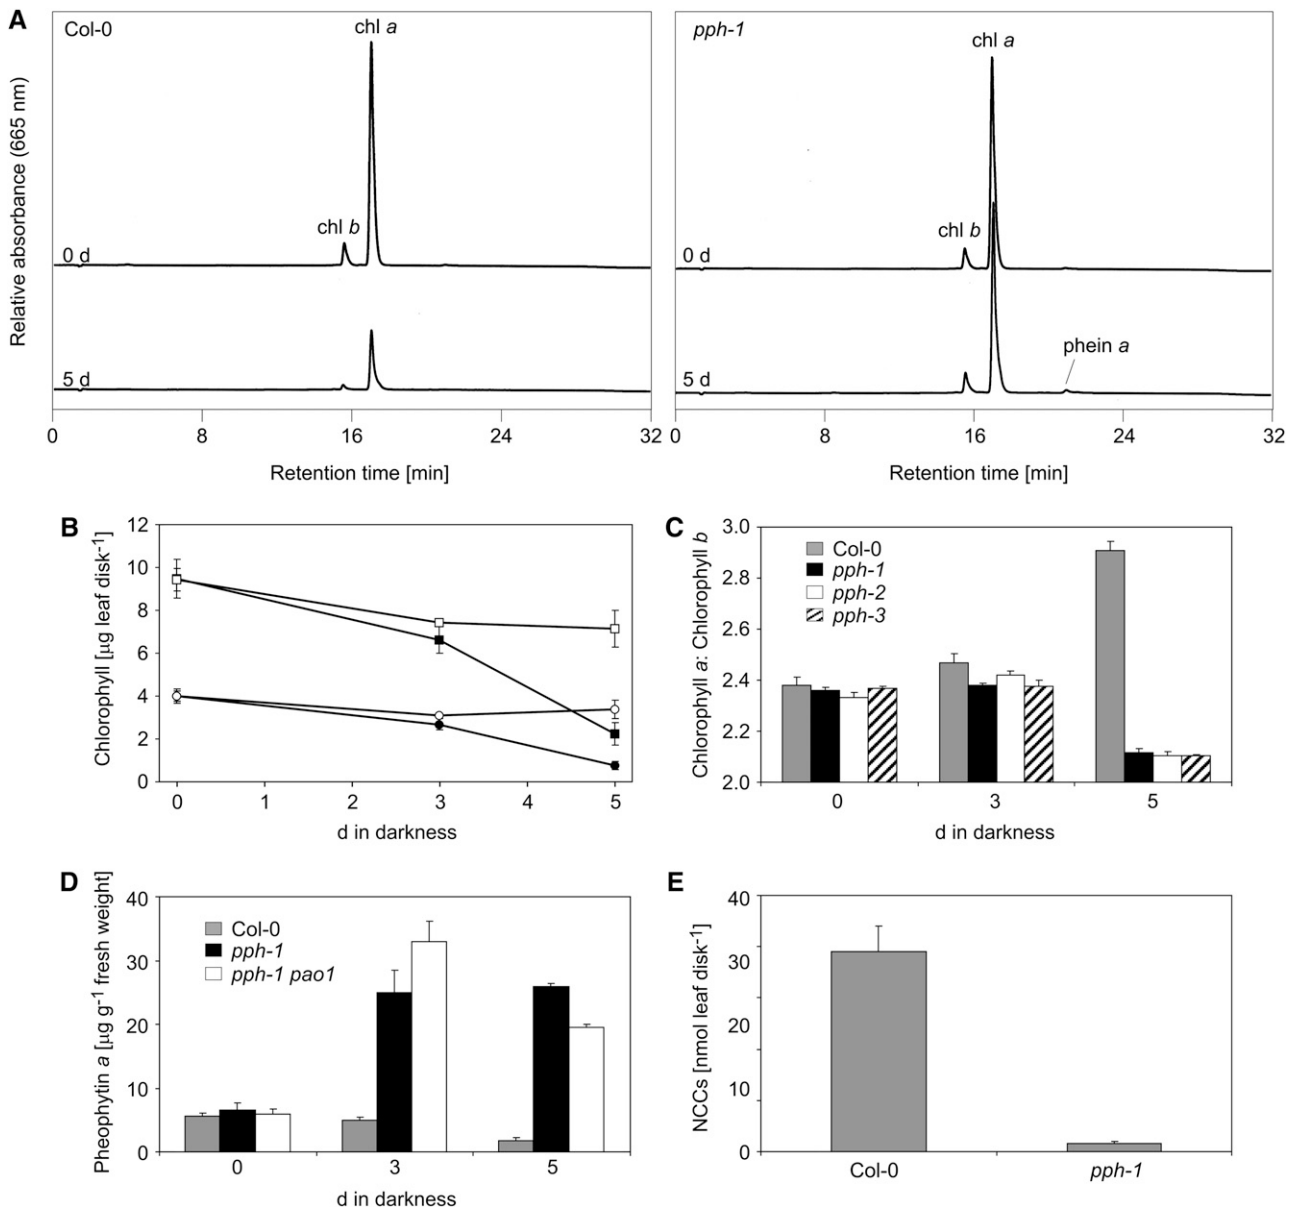 A
Col-0
chl a
chl b
0 d
5 d
Relative absorbance (665 nm)
0 8 16 24 32
Retention time [min]
pph-1
chl a
chl b
0 d
5 d
phein a
0 8 16 24 32
Retention time [min]
B
Chlorophyll [µg leaf disk⁻¹]
12
10
8
6
4
2
0
0 1 2 3 4 5
d in darkness
C
Chlorophyll a: Chlorophyll b
3.0
2.8
2.6
2.4
2.2
2.0
Col-0
pph-1
pph-2
pph-3
0 3 5
d in darkness
D
Pheophytin a [µg g⁻¹ fresh weight]
40
30
20
10
0
Col-0
pph-1
pph-1 pao1
0 3 5
d in darkness
E
NCCs [nmol leaf disk⁻¹]
40
30
20
10
0
Col-0 pph-1